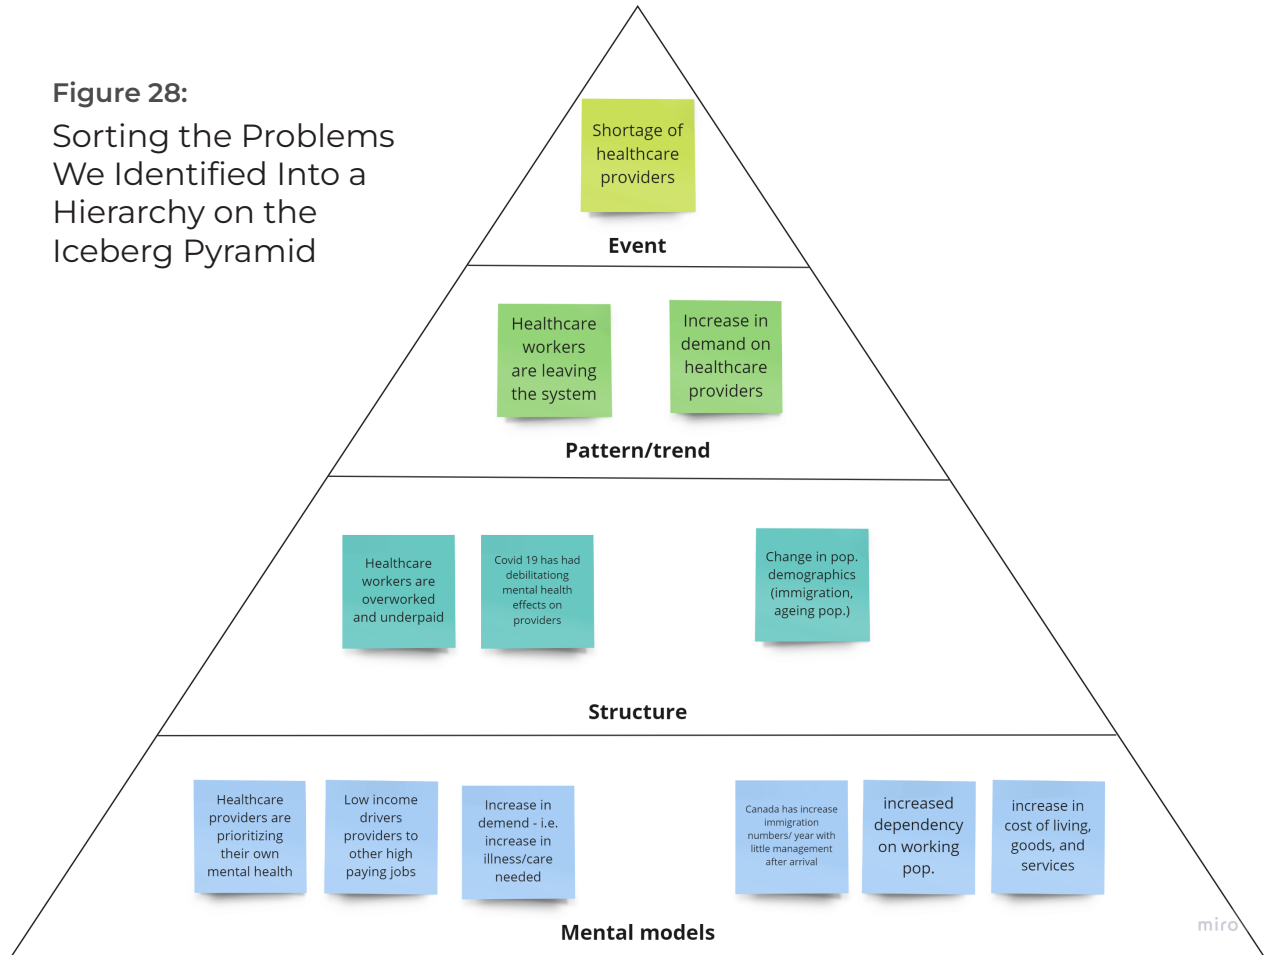 Figure 28:
Sorting the Problems
We Identified Into a
Hierarchy on the
Iceberg Pyramid
Shortage of
healthcare
providers
Event
Healthcare
workers
are leaving
the system
Increase in
demand on
healthcare
providers
Pattern/trend
Healthcare
workers are
overworked
and underpaid
Covid 19 has had
debilitationg
mental health
effects on
providers
Change in pop.
demographics
(immigration,
ageing pop.)
Structure
Healthcare
providers are
prioritizing
their own
mental health
Low income
drivers
providers to
other high
paying jobs
Increase in
demend - i.e.
increase in
illness/care
needed
Canada has increase
immigration
numbers/ year with
little management
after arrival
increased
dependency
on working
pop.
increase in
cost of living,
goods, and
services
Mental models
miro